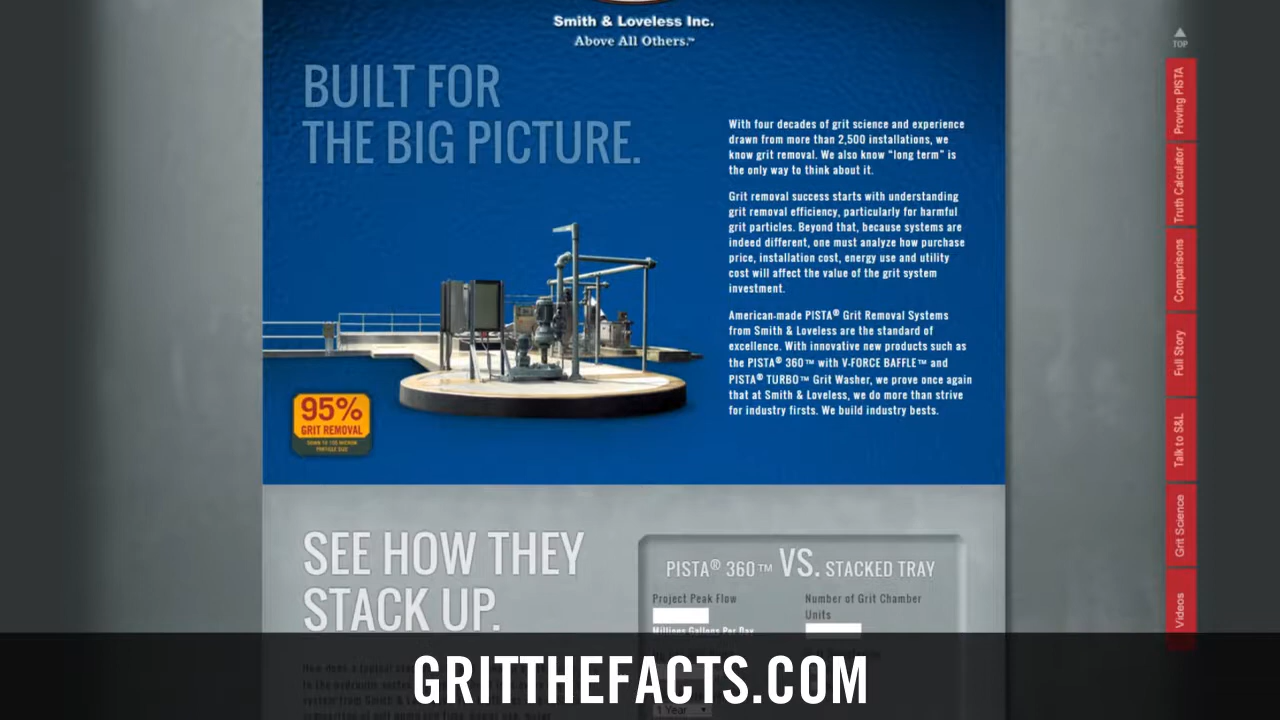 Smith & Loveless Inc.
Above All Others.™
BUILT FOR
THE BIG PICTURE.
With four decades of grit science and experience
drawn from more than 2,500 installations, we
know grit removal. We also know “long term” is
the only way to think about it.
Grit removal success starts with understanding
grit removal efficiency, particularly for harmful
grit particles. Beyond that, because systems are
indeed different, one must analyze how purchase
price, installation cost, energy use and utility
cost will affect the value of the grit system
investment.
American-made PISTA® Grit Removal Systems
from Smith & Loveless are the standard of
excellence. With innovative new products such as
the PISTA® 360™ with V-FORCE BAFFLE™ and
PISTA® TURBO™ Grit Washer, we prove once again
that at Smith & Loveless, we do more than strive
for industry firsts. We build industry bests.
95%
GRIT REMOVAL
PARTICLE SIZE
TOP
Proving PISTA
Truth Calculator
Comparisons
Full Story
Talk to S&L
Grit Science
Videos
SEE HOW THEY
STACK UP.
PISTA® 360™ VS. STACKED TRAY
Project Peak Flow
Number of Grit Chamber
Units
Millions Gallons Per Day
1 Year
GRITTHEFACTS.COM